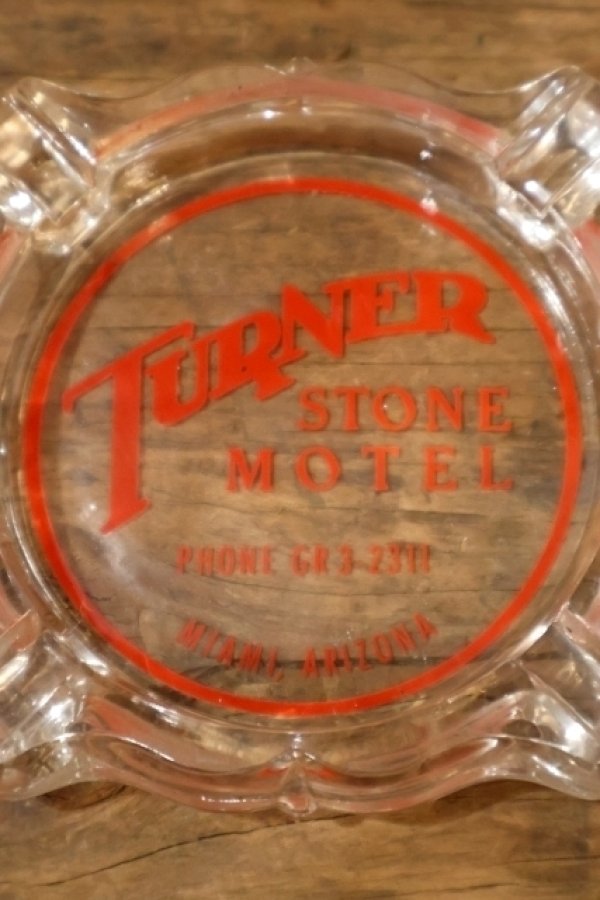 TURNER
STONE
MOTEL
PHONE GR 3-2311
MIAMI, ARIZONA